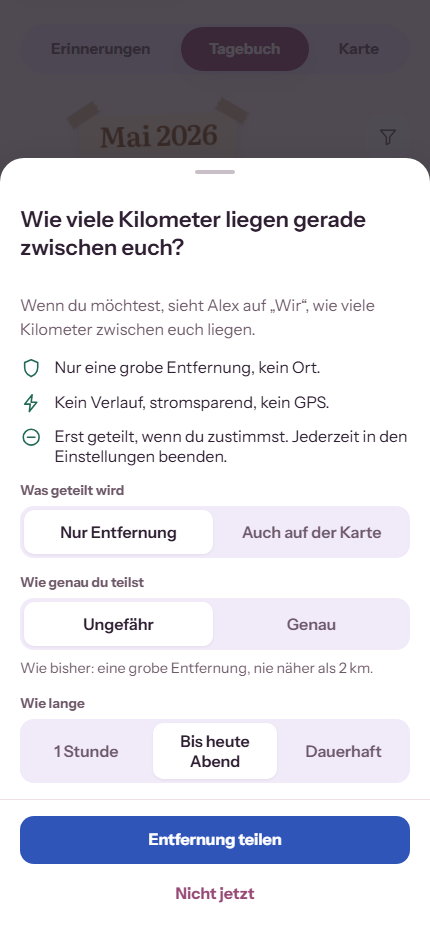 Erinnerungen
Tagebuch
Karte
Mai 2026
Wie viele Kilometer liegen gerade
zwischen euch?
Wenn du möchtest, sieht Alex auf „Wir“, wie viele
Kilometer zwischen euch liegen.
Nur eine grobe Entfernung, kein Ort.
Kein Verlauf, stromsparend, kein GPS.
Erst geteilt, wenn du zustimmst. Jederzeit in den
Einstellungen beenden.
Was geteilt wird
Nur Entfernung
Auch auf der Karte
Wie genau du teilst
Ungefähr
Genau
Wie bisher: eine grobe Entfernung, nie näher als 2 km.
Wie lange
1 Stunde
Bis heute
Abend
Dauerhaft
Entfernung teilen
Nicht jetzt